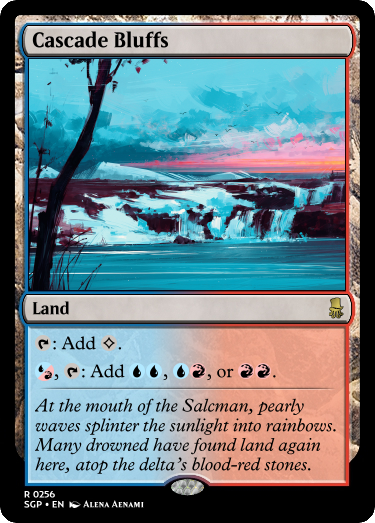 Cascade Bluffs
Land
: Add .
, : Add , , or .
At the mouth of the Salcman, pearly
waves splinter the sunlight into rainbows.
Many drowned have found land again
here, atop the delta's blood-red stones.
R 0256
SGP • EN Alena Aenami